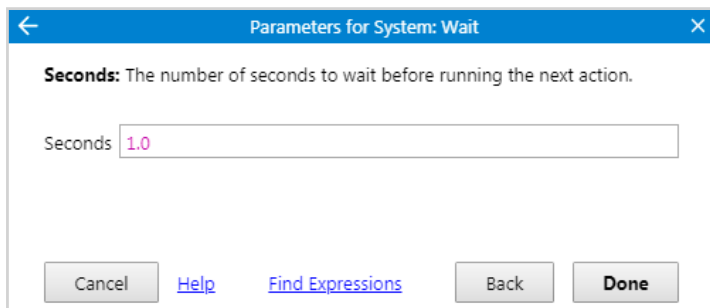 Parameters for System: Wait
Seconds: The number of seconds to wait before running the next action.
Seconds 1.0
Cancel Help Find Expressions Back Done